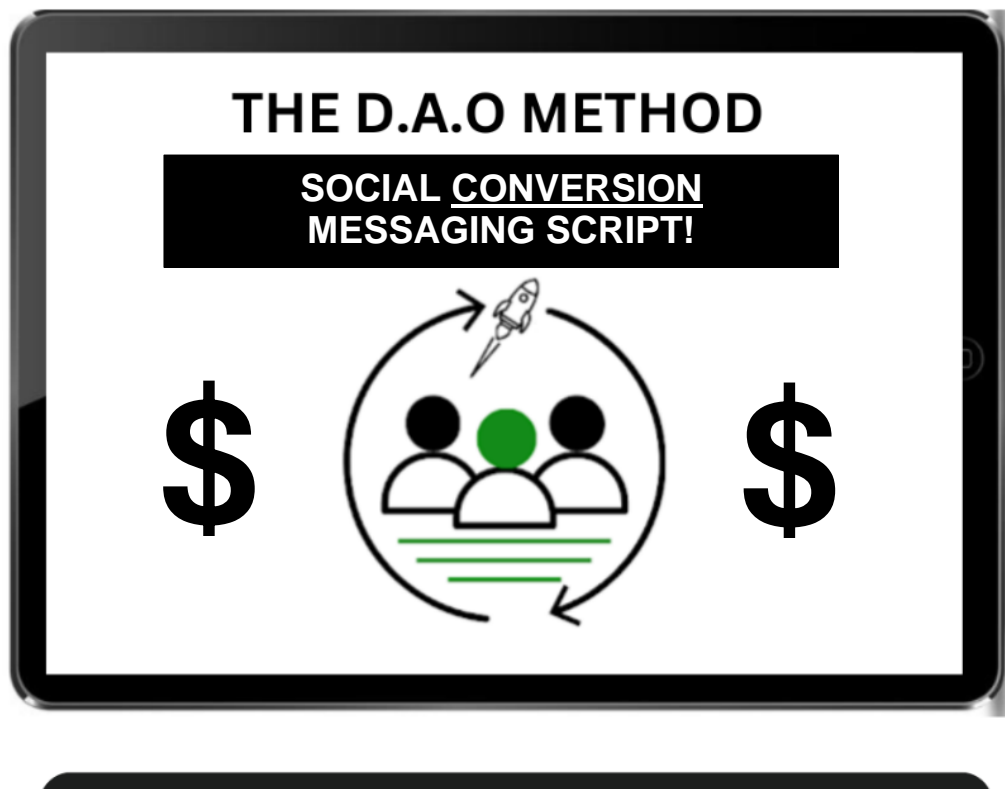 THE D.A.O METHOD
SOCIAL CONVERSION
MESSAGING SCRIPT!
$ $